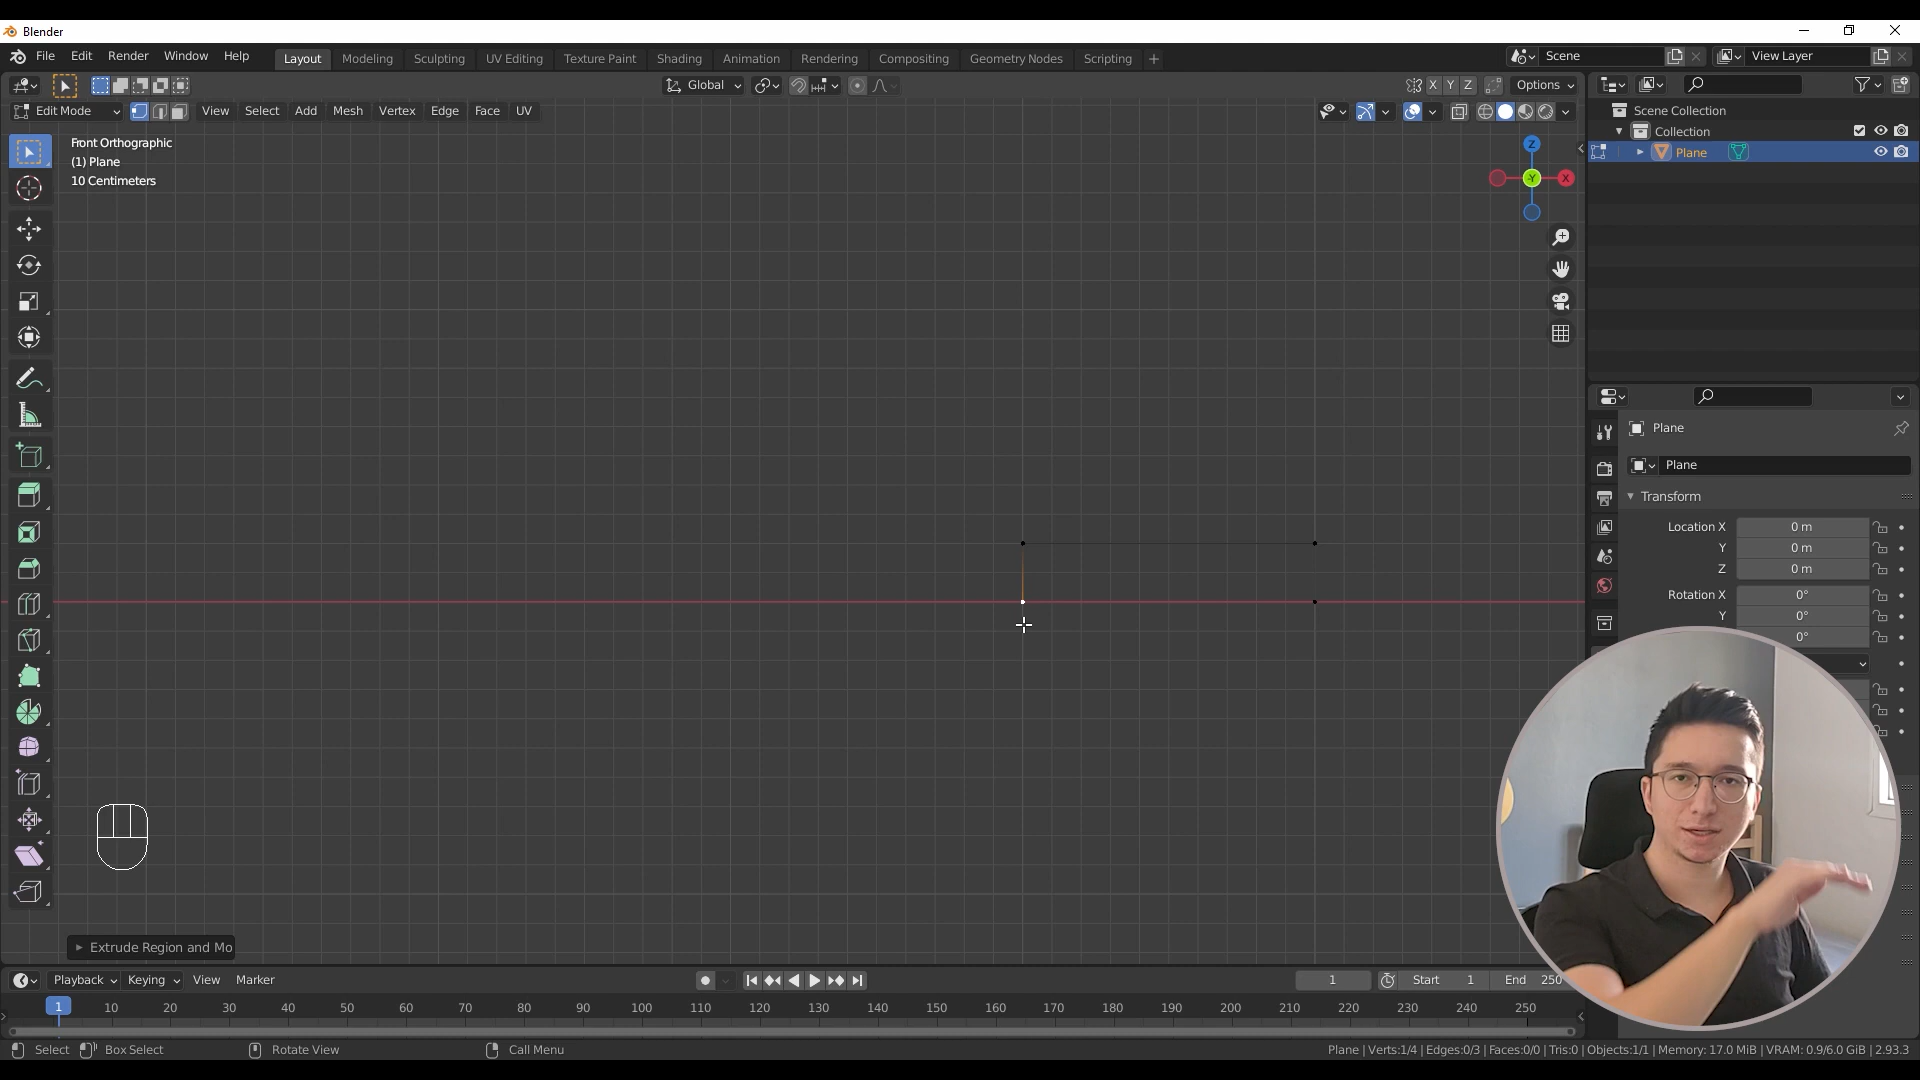 Blender
File Edit Render Window Help Layout Modeling Sculpting UV Editing Texture Paint Shading Animation Rendering Compositing Geometry Nodes Scripting + Scene View Layer
Global X Y Z Options
Edit Mode View Select Add Mesh Vertex Edge Face UV
Scene Collection
Collection
Plane
Front Orthographic
(1) Plane
10 Centimeters
Z
Y X
Plane
Plane
Transform
Location X 0 m
Y 0 m
Z 0 m
Rotation X 0°
Y 0°
0°
Extrude Region and Mo
Playback Keying View Marker 1 Start 1 End 250
1 10 20 30 40 50 60 70 80 90 100 110 120 130 140 150 160 170 180 190 200 210 220 230 240 250
Select Box Select Rotate View Call Menu Plane | Verts:1/4 | Edges:0/3 | Faces:0/0 | Tris:0 | Objects:1/1 | Memory: 17.0 MiB | VRAM: 0.9/6.0 GiB | 2.93.3